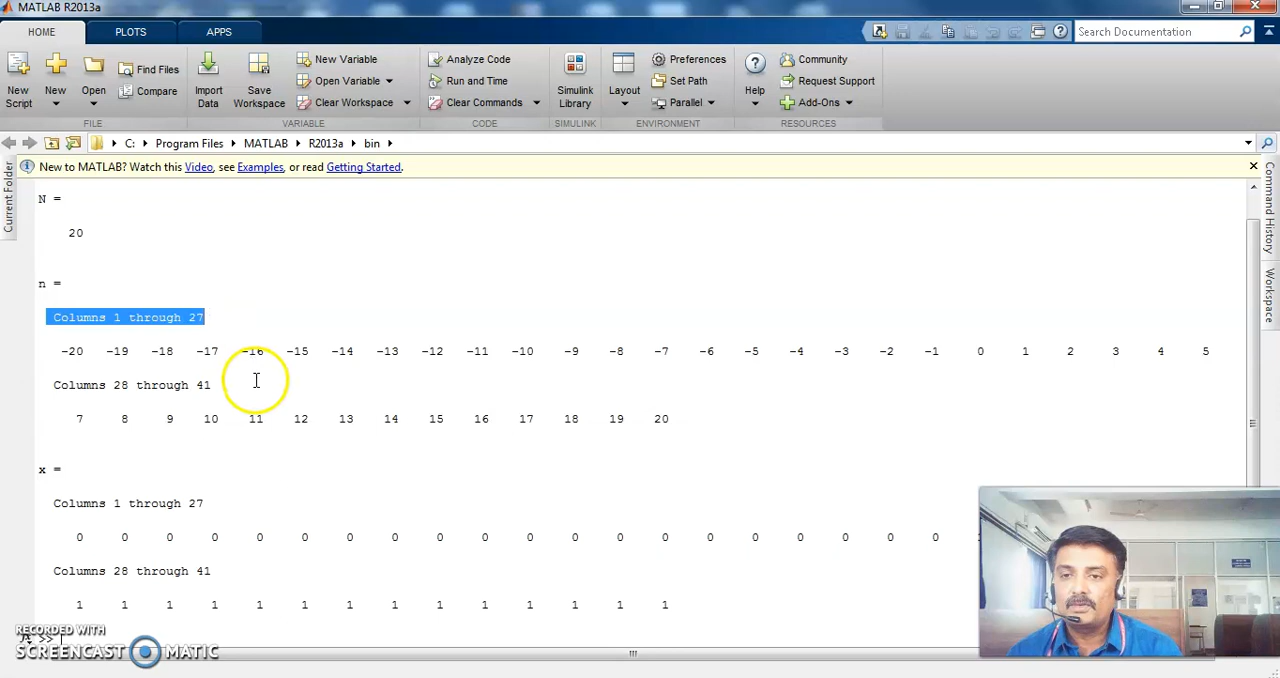 MATLAB R2013a
HOME PLOTS APPS Search Documentation
New Script New Open Find Files Compare Import Data Save Workspace New Variable Open Variable Clear Workspace Analyze Code Run and Time Clear Commands Simulink Library Layout Preferences Set Path Parallel Help Community Request Support Add-Ons
FILE VARIABLE CODE SIMULINK ENVIRONMENT RESOURCES
C: Program Files MATLAB R2013a bin
New to MATLAB? Watch this Video, see Examples, or read Getting Started.
Current Folder
Command History
Workspace
N =
20
n =
Columns 1 through 27
-20 -19 -18 -17 -16 -15 -14 -13 -12 -11 -10 -9 -8 -7 -6 -5 -4 -3 -2 -1 0 1 2 3 4 5
Columns 28 through 41
7 8 9 10 11 12 13 14 15 16 17 18 19 20
x =
Columns 1 through 27
0 0 0 0 0 0 0 0 0 0 0 0 0 0 0 0 0 0 0 0
Columns 28 through 41
1 1 1 1 1 1 1 1 1 1 1 1 1 1
fx >>
RECORDED WITH
SCREENCAST MATIC